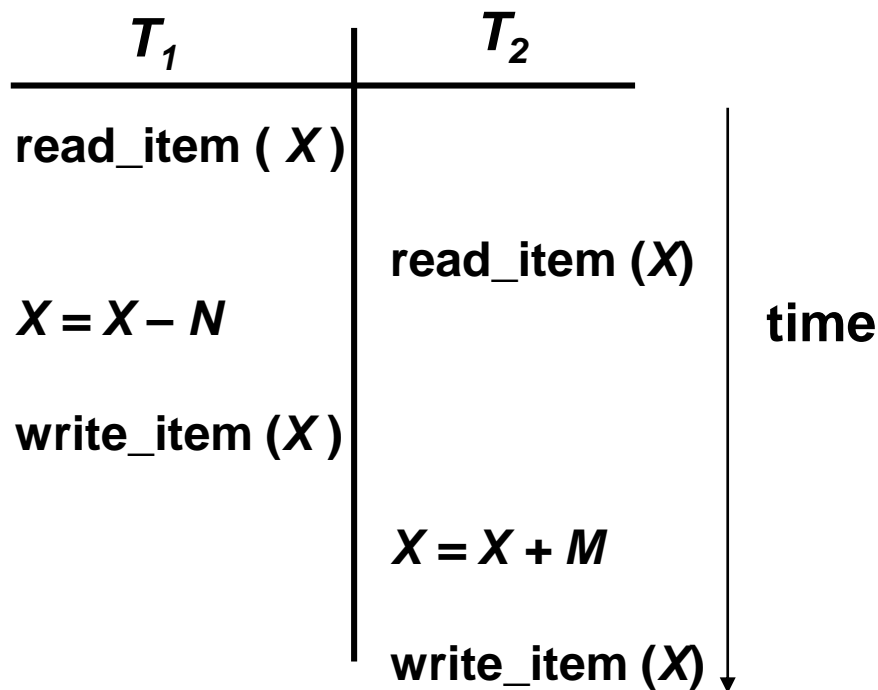 T1 T2
read_item ( X )
read_item (X)
X = X – N
time
write_item (X )
X = X + M
write_item (X)